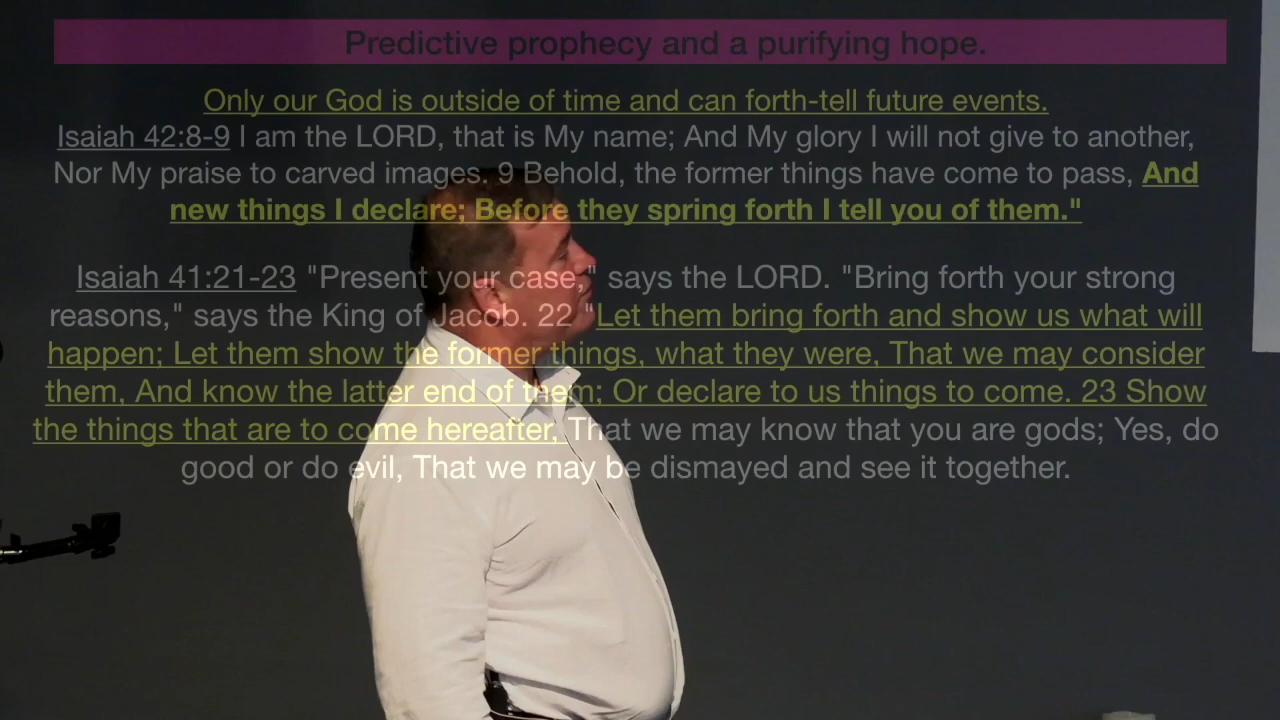 Predictive prophecy and a purifying hope.
Only our God is outside of time and can forth-tell future events.
Isaiah 42:8-9 I am the LORD, that is My name; And My glory I will not give to another,
Nor My praise to carved images. 9 Behold, the former things have come to pass, And
new things I declare; Before they spring forth I tell you of them."
Isaiah 41:21-23 "Present your case," says the LORD. "Bring forth your strong
reasons," says the King of Jacob. 22 "Let them bring forth and show us what will
happen; Let them show the former things, what they were, That we may consider
them, And know the latter end of them; Or declare to us things to come. 23 Show
the things that are to come hereafter, That we may know that you are gods; Yes, do
good or do evil, That we may be dismayed and see it together.